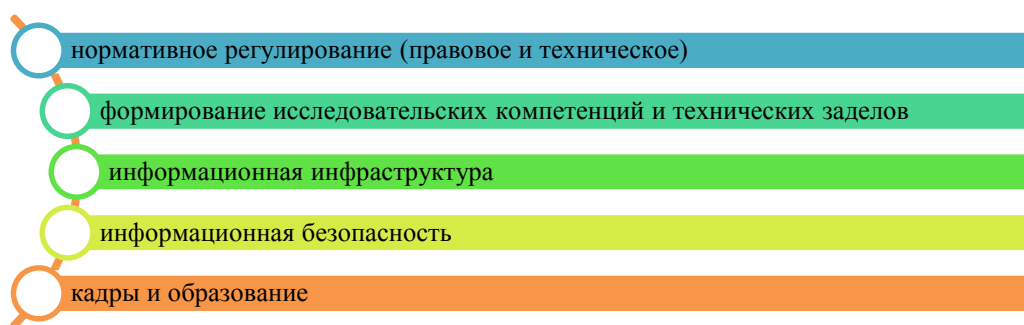 нормативное регулирование (правовое и техническое)
формирование исследовательских компетенций и технических заделов
информационная инфраструктура
информационная безопасность
кадры и образование